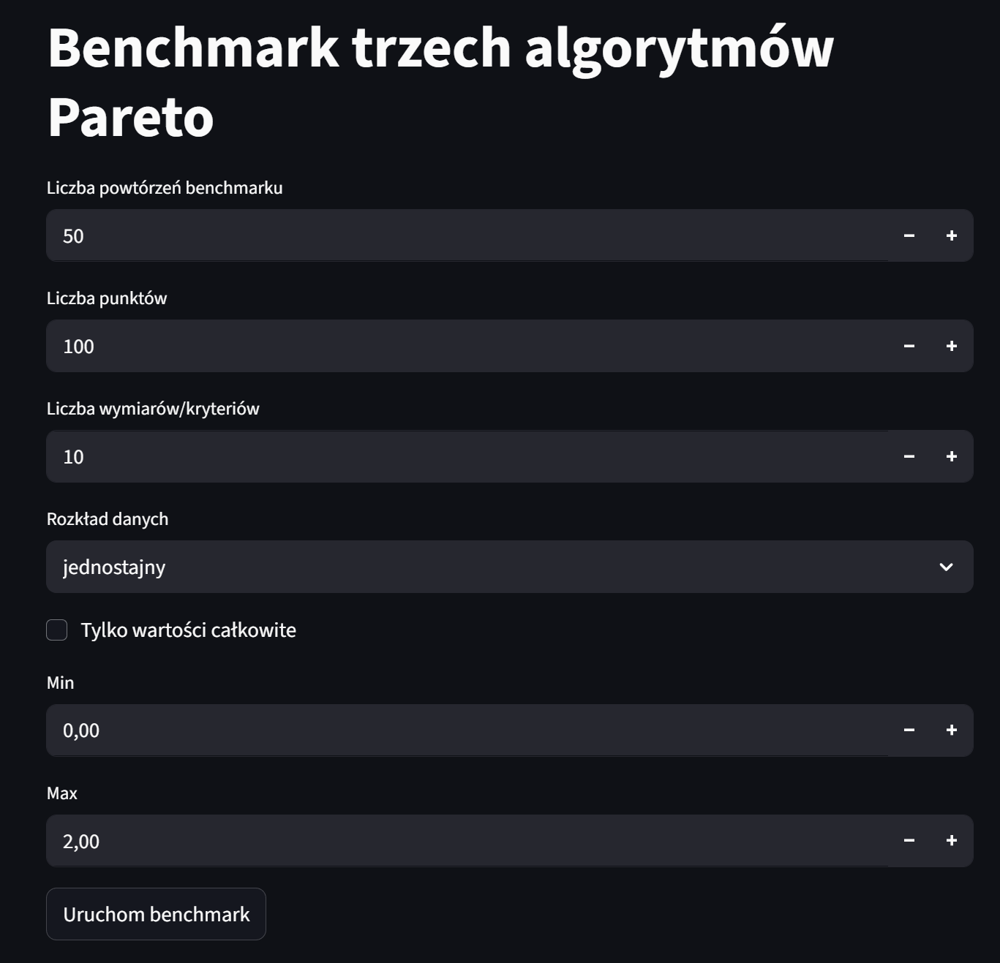 Benchmark trzech algorytmów
Pareto
Liczba powtórzeń benchmarku
50
Liczba punktów
100
Liczba wymiarów/kryteriów
10
Rozkład danych
jednostajny
Tylko wartości całkowite
Min
0,00
Max
2,00
Uruchom benchmark